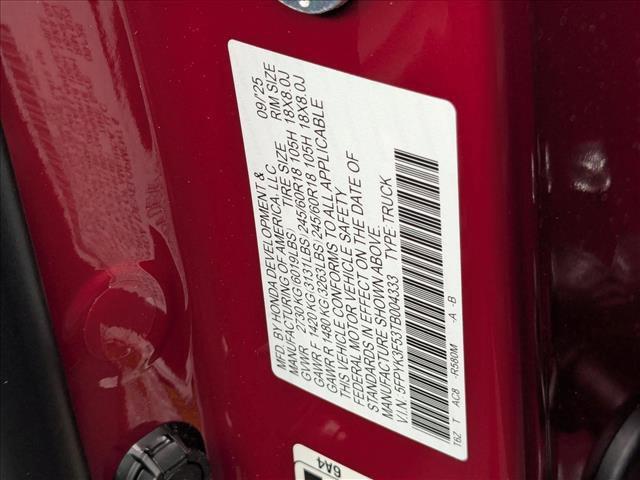 MFD. BY HONDA DEVELOPMENT & 09/25
MANUFACTURING OF AMERICA, LLC
TIRE SIZE RIM SIZE
GVWR 2730KG(6019LBS)
GAWR F 1420KG(3131LBS) 245/60R18 105H 18X8.0J
GAWR R 1480KG(3263LBS) 245/60R18 105H 18X8.0J
THIS VEHICLE CONFORMS TO ALL APPLICABLE
FEDERAL MOTOR VEHICLE SAFETY
STANDARDS IN EFFECT ON THE DATE OF
MANUFACTURE SHOWN ABOVE.
V.I.N. 5FPYK3F53TB004333 TYPE:TRUCK
T6Z T AC8 -R580M -A -B
6A4